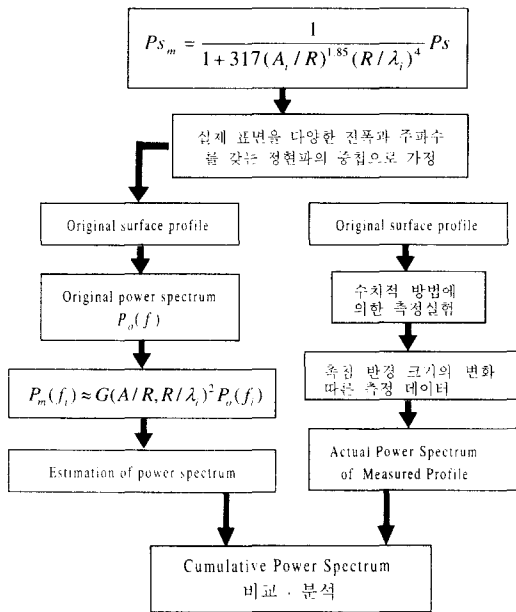 Ps_m = \frac{1}{1+317(A_i/R)^{1.85}(R/λ_i)^4} Ps
실제 표면을 다양한 진폭과 주파수
를 갖는 정현파의 중첩으로 가정
Original surface profile
Original power spectrum
P_o(f)
P_m(f_i) ≈ G(A/R, R/λ_i)^2 P_o(f_i)
Estimation of power spectrum
Original surface profile
수치적 방법에
의한 측정실험
촉침 반경 크기의 변화
따른 측정 데이터
Actual Power Spectrum
of Measured Profile
Cumulative Power Spectrum
비교 · 분석